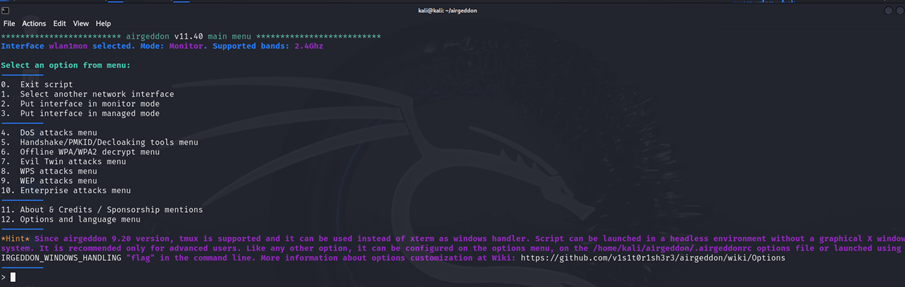 kali@kali: ~/airgeddon
File Actions Edit View Help
************************* airgeddon v11.40 main menu **************************
Interface wlan1mon selected. Mode: Monitor. Supported bands: 2.4Ghz
Select an option from menu:
0. Exit script
1. Select another network interface
2. Put interface in monitor mode
3. Put interface in managed mode
4. DoS attacks menu
5. Handshake/PMKID/Decloaking tools menu
6. Offline WPA/WPA2 decrypt menu
7. Evil Twin attacks menu
8. WPS attacks menu
9. WEP attacks menu
10. Enterprise attacks menu
11. About & Credits / Sponsorship mentions
12. Options and language menu
*Hint* Since airgeddon 9.20 version, tmux is supported and it can be used instead of xterm as windows handler. Script can be launched in a headless environment without a graphical X window
system. It is recommended only for advanced users. Like any other option, it can be configured on the options menu, on the /home/kali/airgeddon/.airgeddonrc options file or launched using
IRGEDDON_WINDOWS_HANDLING "flag" in the command line. More information about options customization at Wiki: https://github.com/v1s1t0r1sh3r3/airgeddon/wiki/Options
>